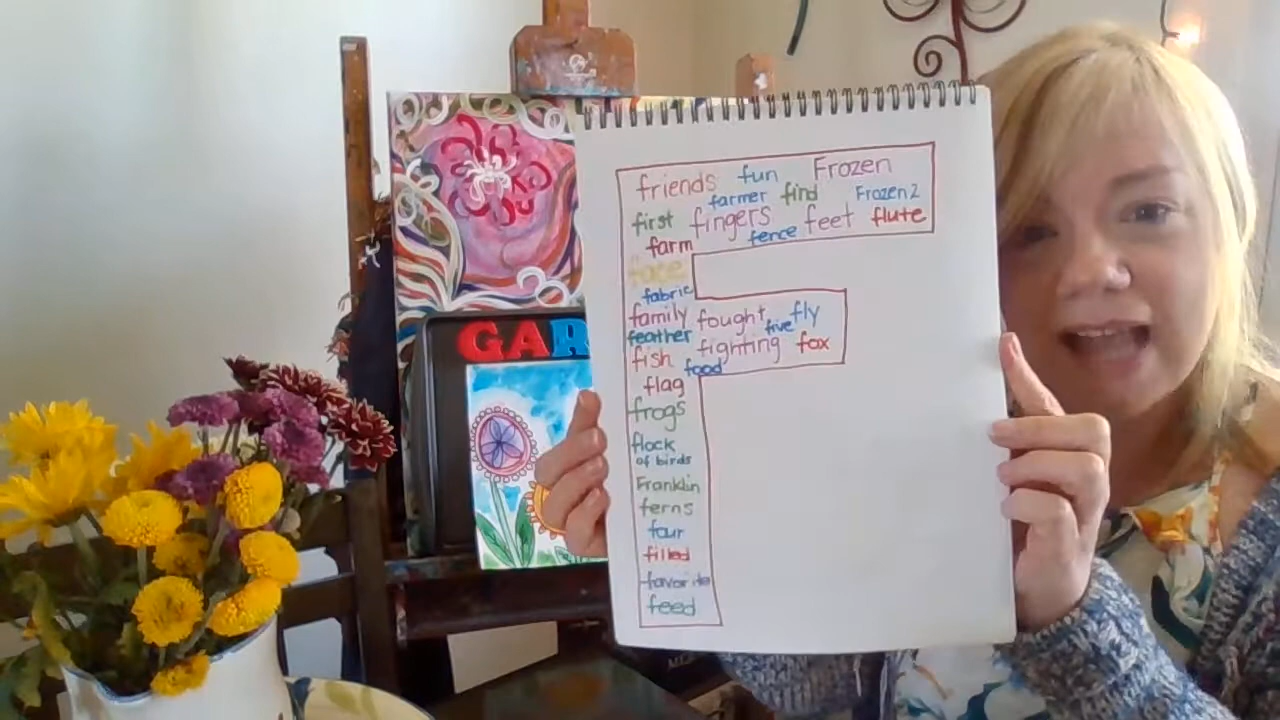 friends fun Frozen
farmer find Frozen 2
first fingers feet flute
farm fence
face
fabric
family fought five fly
feather fighting fox
fish food
flag
frogs
flock
of birds
Franklin
ferns
four
filled
favorite
feed
GAR